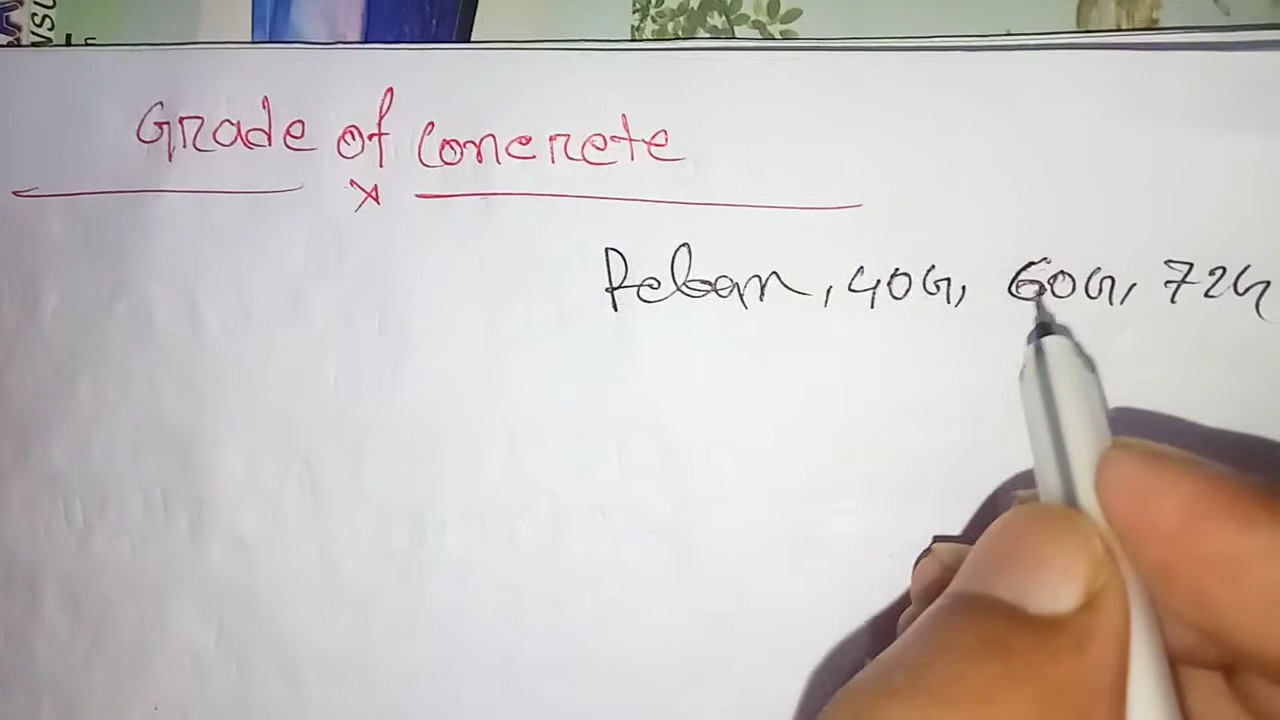 Grade of concrete
x
Rebar, 40G, 60G, 72G